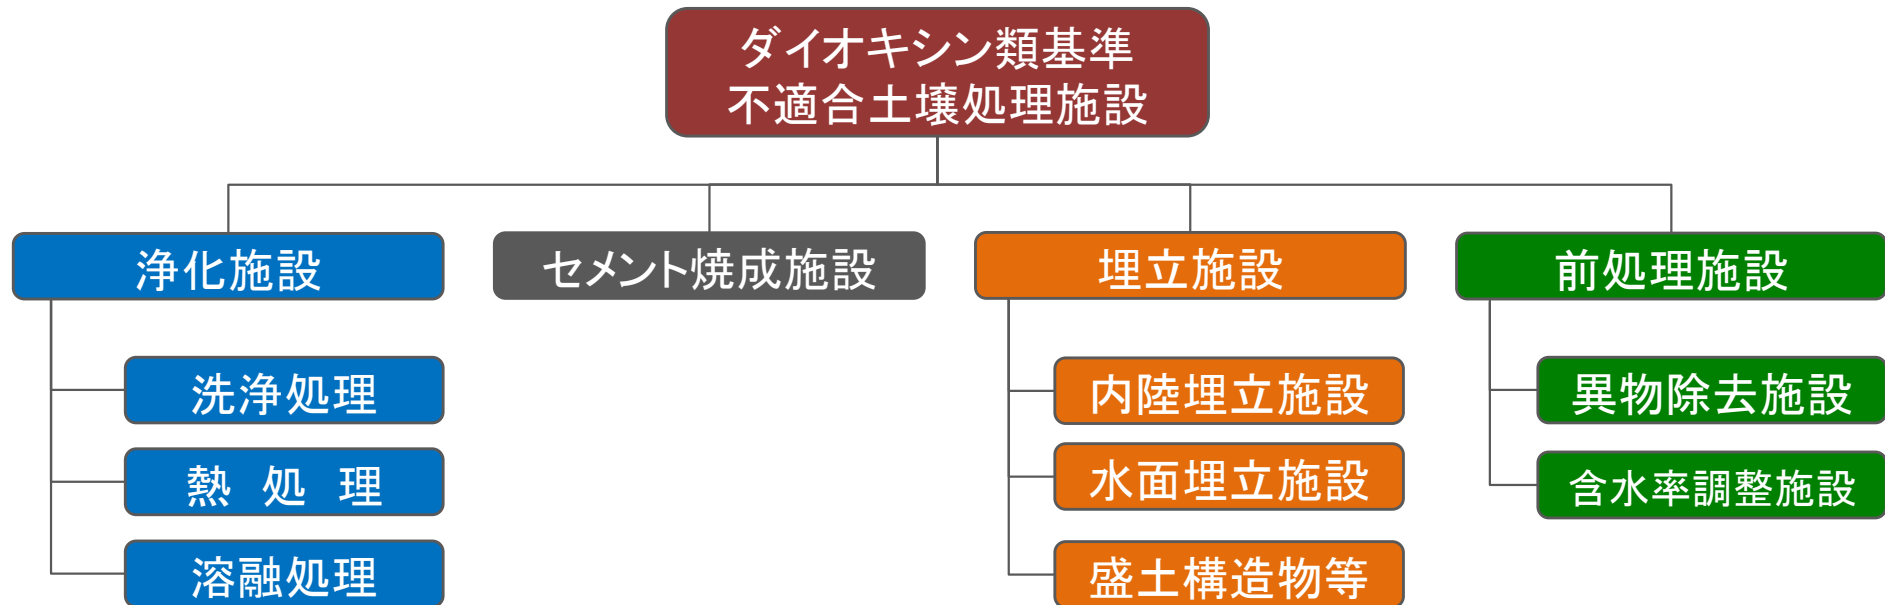 ダイオキシン類基準
不適合土壌処理施設
浄化施設
セメント焼成施設
埋立施設
前処理施設
洗浄処理
内陸埋立施設
異物除去施設
熱　処　理
水面埋立施設
含水率調整施設
溶融処理
盛土構造物等